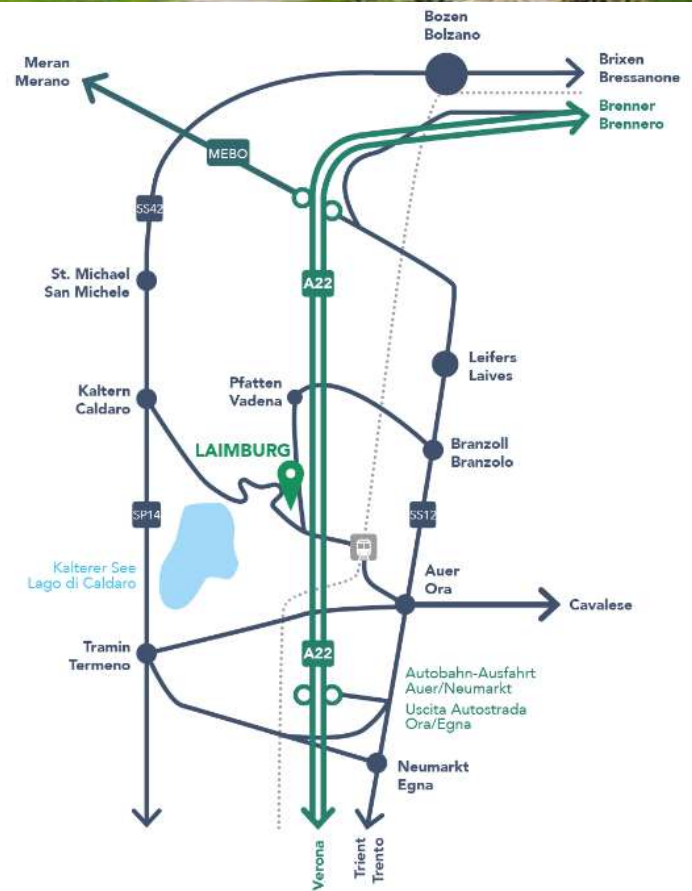 Bozen
Bolzano
Meran
Merano
Brixen
Bressanone
Brenner
Brennero
MEBO
SS42
St. Michael
San Michele
A22
Leifers
Laives
Pfatten
Vadena
Kaltern
Caldaro
LAIMBURG
Branzoll
Branzolo
SP14
SS12
Kalterer See
Lago di Caldaro
Auer
Ora
Cavalese
Tramin
Termeno
A22
Autobahn-Ausfahrt
Auer/Neumarkt
Uscita Autostrada
Ora/Egna
Neumarkt
Egna
Verona
Trient
Trento